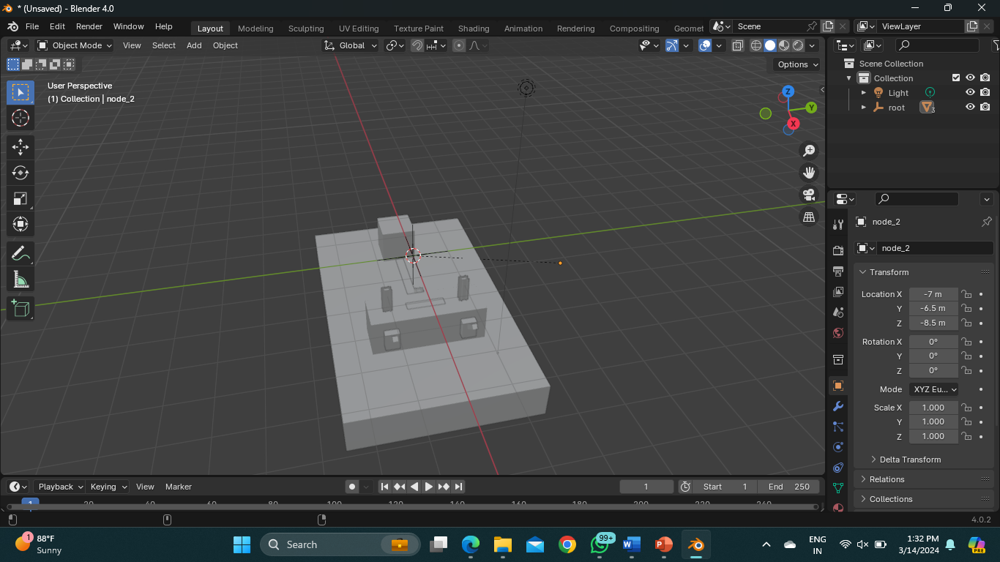 * (Unsaved) - Blender 4.0
File Edit Render Window Help Layout Modeling Sculpting UV Editing Texture Paint Shading Animation Rendering Compositing Geomet Scene ViewLayer
Object Mode View Select Add Object Global
Options
User Perspective
(1) Collection | node_2
Z
Y
X
Scene Collection
Collection
Light
root 3
node_2
node_2
Transform
Location X -7 m
Y -6.5 m
Z -8.5 m
Rotation X 0°
Y 0°
Z 0°
Mode XYZ Eu...
Scale X 1.000
Y 1.000
Z 1.000
Delta Transform
Relations
Collections
Playback Keying View Marker 1 Start 1 End 250
1 20 40 60 80 100 120 140 160 180 200 220 240
4.0.2
1 88°F
Sunny
Search
99+
PRE
ENG
IN
1:32 PM
3/14/2024